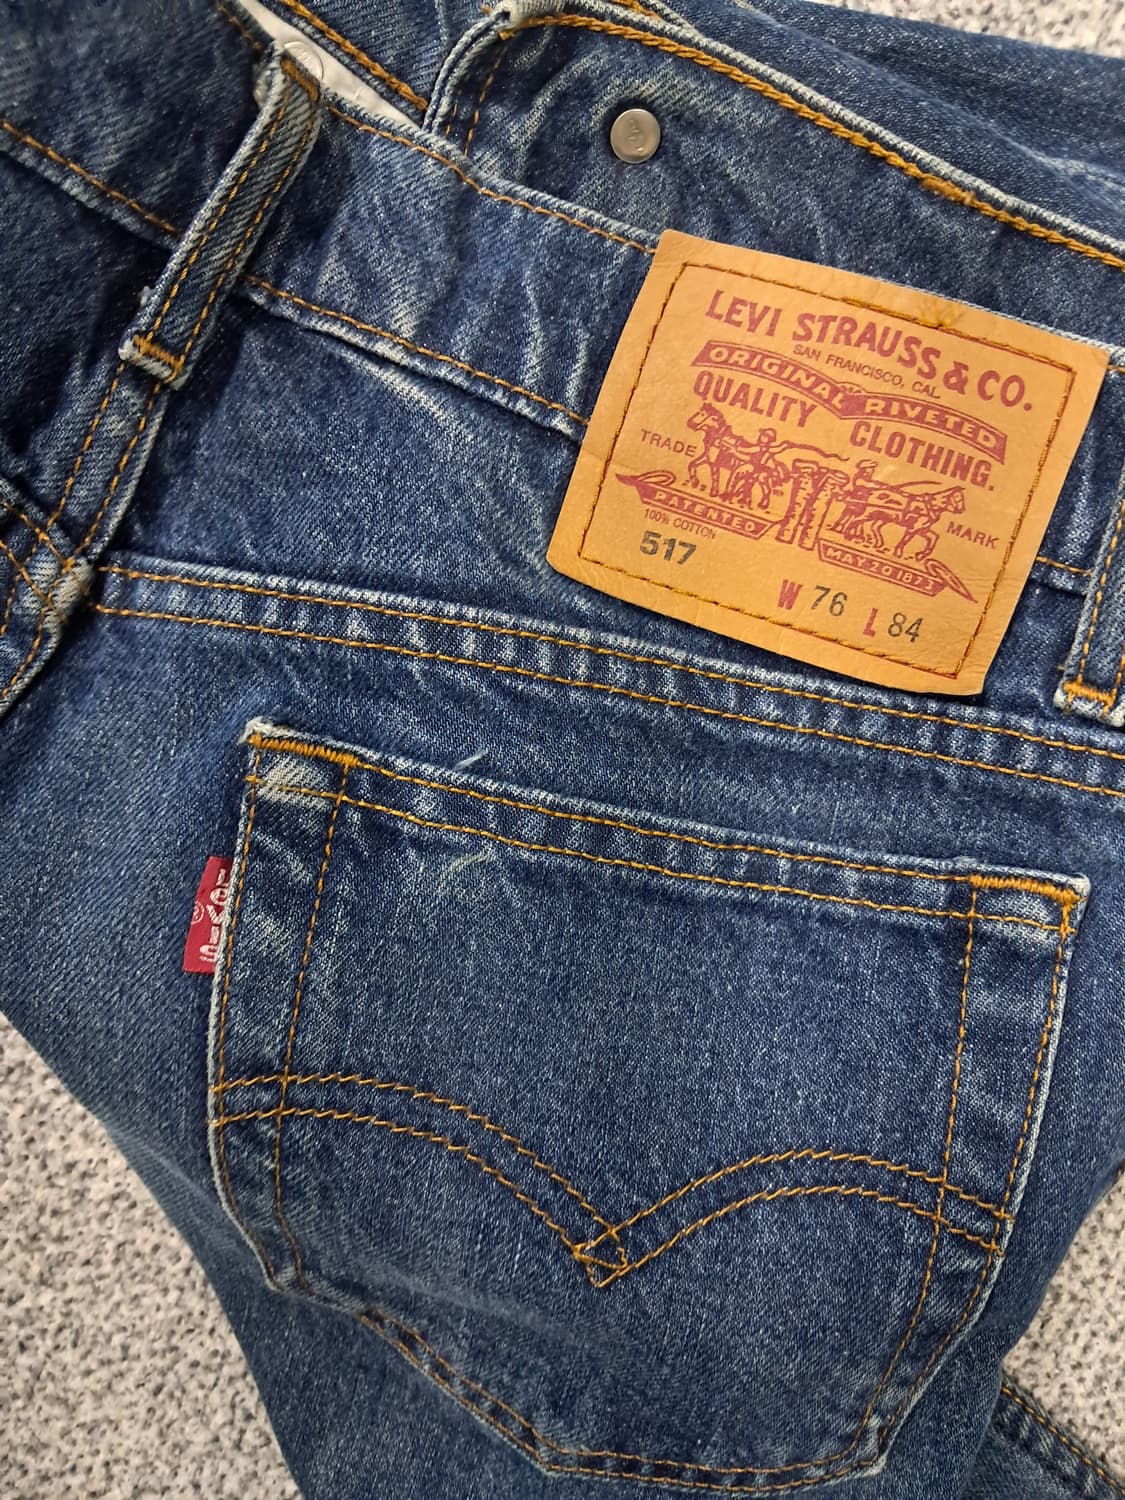 LEVI STRAUSS & CO.
SAN FRANCISCO, CAL
ORIGINAL RIVETED
QUALITY CLOTHING.
TRADE MARK
PATENTED MAY 20 1873
100% COTTON
517
W 76 L 84
LEVI'S
®